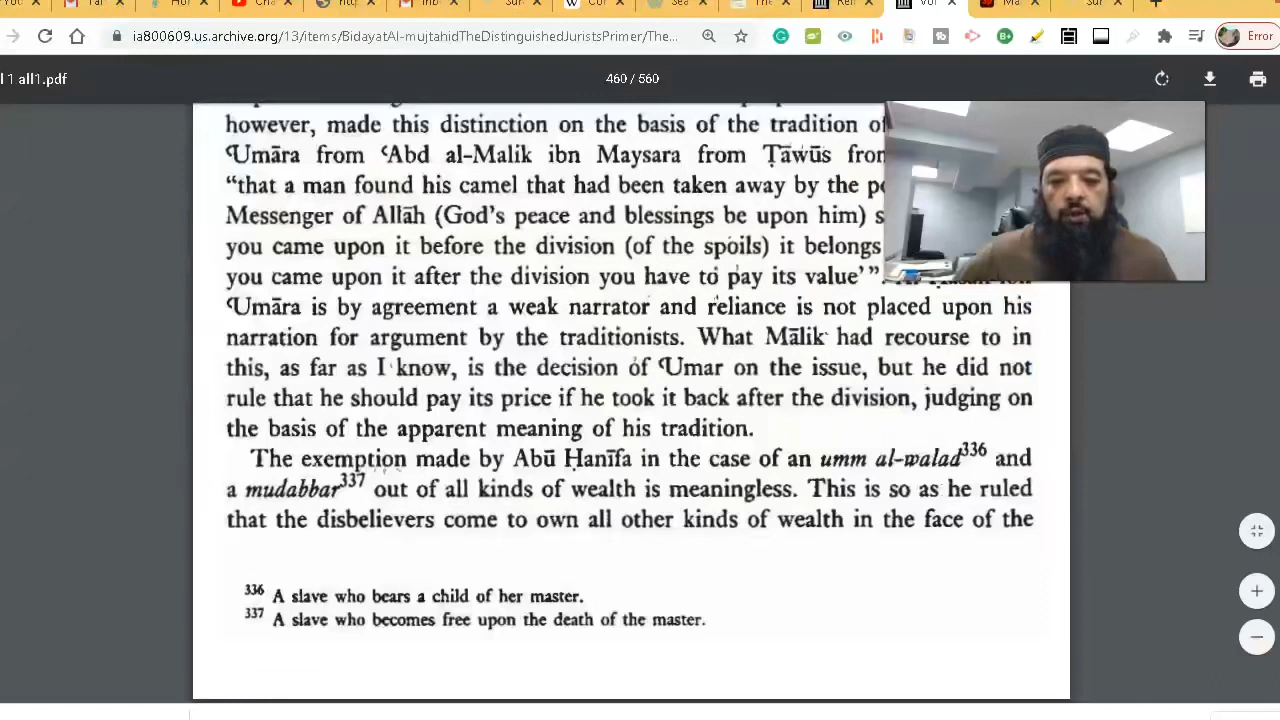 ia800609.us.archive.org/13/items/BidayatAl-mujtahidTheDistinguishedJuristsPrimer/The...
Error
l 1 all1.pdf
460 / 560
however, made this distinction on the basis of the tradition of
ʿUmāra from ʿAbd al-Malik ibn Maysara from Ṭāwūs from
“that a man found his camel that had been taken away by the
Messenger of Allāh (God’s peace and blessings be upon him)
you came upon it before the division (of the spoils) it belongs
you came upon it after the division you have to pay its value’”.
ʿUmāra is by agreement a weak narrator and reliance is not placed upon his
narration for argument by the traditionists. What Mālik had recourse to in
this, as far as I know, is the decision of ʿUmar on the issue, but he did not
rule that he should pay its price if he took it back after the division, judging on
the basis of the apparent meaning of his tradition.
The exemption made by Abū Ḥanīfa in the case of an umm al-walad336 and
a mudabbar337 out of all kinds of wealth is meaningless. This is so as he ruled
that the disbelievers come to own all other kinds of wealth in the face of the
336 A slave who bears a child of her master.
337 A slave who becomes free upon the death of the master.